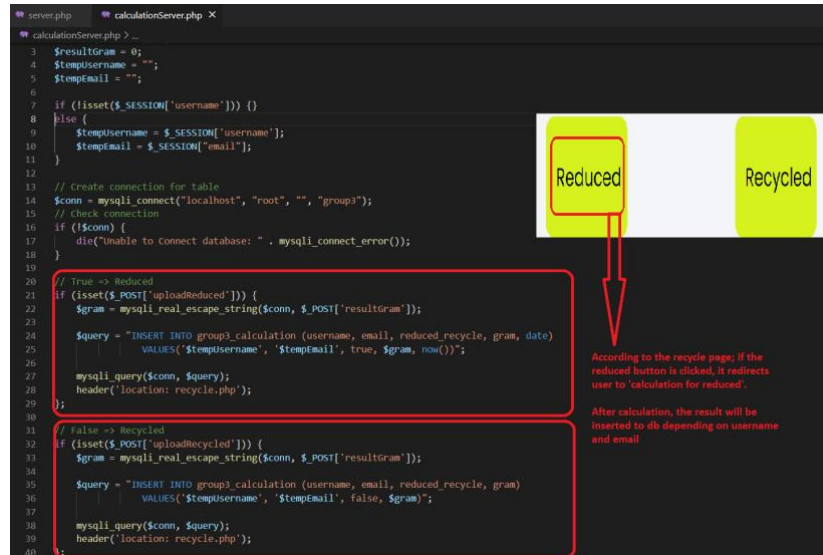 server.php
calculationServer.php X
calculationServer.php > ...
3 $resultGram = 0;
4 $tempUsername = "";
5 $tempEmail = "";
6
7 if (!isset($_SESSION['username'])) {}
8 else {
9 $tempUsername = $_SESSION['username'];
10 $tempEmail = $_SESSION["email"];
11 }
12
13 // Create connection for table
14 $conn = mysqli_connect("localhost", "root", "", "group3");
15 // Check connection
16 if (!$conn) {
17 die("Unable to Connect database: " . mysqli_connect_error());
18 }
19
20 // True => Reduced
21 if (isset($_POST['uploadReduced'])) {
22 $gram = mysqli_real_escape_string($conn, $_POST['resultGram']);
23
24 $query = "INSERT INTO group3_calculation (username, email, reduced_recycle, gram, date)
25 VALUES('$tempUsername', '$tempEmail', true, $gram, now())";
26
27 mysqli_query($conn, $query);
28 header('location: recycle.php');
29 };
30
31 // False => Recycled
32 if (isset($_POST['uploadRecycled'])) {
33 $gram = mysqli_real_escape_string($conn, $_POST['resultGram']);
34
35 $query = "INSERT INTO group3_calculation (username, email, reduced_recycle, gram)
36 VALUES('$tempUsername', '$tempEmail', false, $gram)";
37
38 mysqli_query($conn, $query);
39 header('location: recycle.php');
40 };
Reduced
Recycled
According to the recycle page; if the
reduced button is clicked, it redirects
user to 'calculation for reduced'.
After calculation, the result will be
inserted to db depending on username
and email